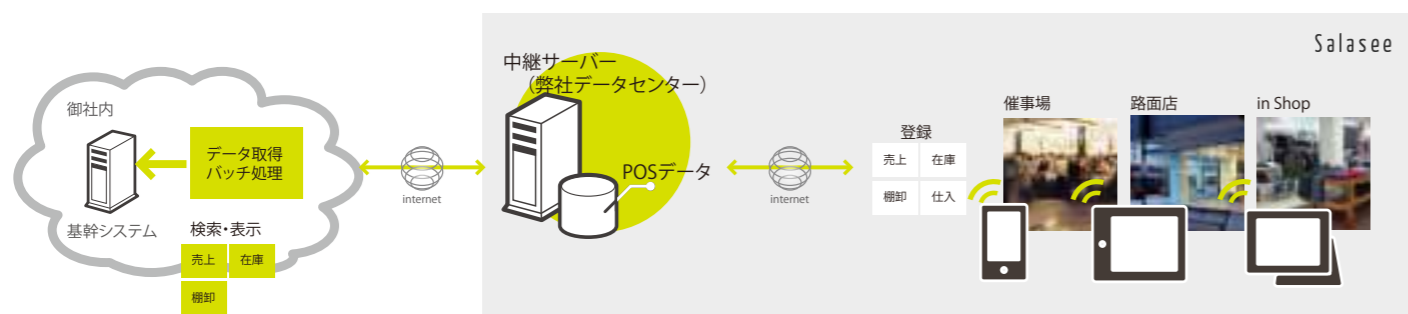 Salasee
中継サーバー
（弊社データセンター）
御社内
データ取得
バッチ処理
基幹システム
検索・表示
売上 在庫
棚卸
internet
POSデータ
internet
登録
売上 在庫
棚卸 仕入
催事場 路面店 in Shop